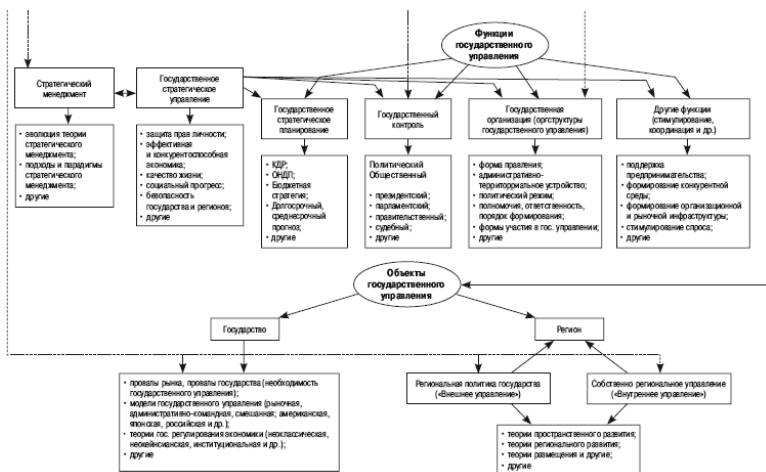 Функции
государственного
управления
Стратегический
менеджмент
Государственное
стратегическое
управление
Государственное
стратегическое
планирование
Государственный
контроль
Государственная
организация (оргструктуры
государственного управления)
Другие функции
(стимулирование,
координация и др.)
• эволюция теории
стратегического
менеджмента;
• подходы и парадигмы
стратегического
менеджмента;
• другие
• защита прав личности;
• эффективная
и конкурентоспособная
экономика;
• качество жизни;
• социальный прогресс;
• безопасность
государства и регионов;
• другие
• КДР;
• ОНДП;
• Бюджетная
стратегия;
• Долгосрочный,
среднесрочный
прогноз;
• другие
Политический
Общественный
• президентский;
• парламентский;
• правительственный;
• судебный;
• другие
• форма правления;
• административно-
территорриальное устройство;
• политический режим;
• полномочия, ответственность,
порядок формирования;
• формы участия в гос. управлении;
• другие
• поддержка
предпринимательства;
• формирование конкурентной
среды;
• формирование организационной
и рыночной инфраструктуры;
• стимулирование спроса;
• другие
Объекты
государственного
управления
Государство
Регион
• провалы рынка, провалы государства (необходимость
государственного управления);
• модели государственного управления (рыночная,
административно-командная, смешанная; американская,
японская, российская и др.);
• теории гос. регулирования экономики (неоклассическая,
неокейнсианская, институциональная и др.);
• другие
Региональная политика государства
(«Внешнее управление»)
Собственно региональное управление
(«Внутреннее управление»)
• теории пространственного развития;
• теории регионального развития;
• теории размещения и другие;
• другие